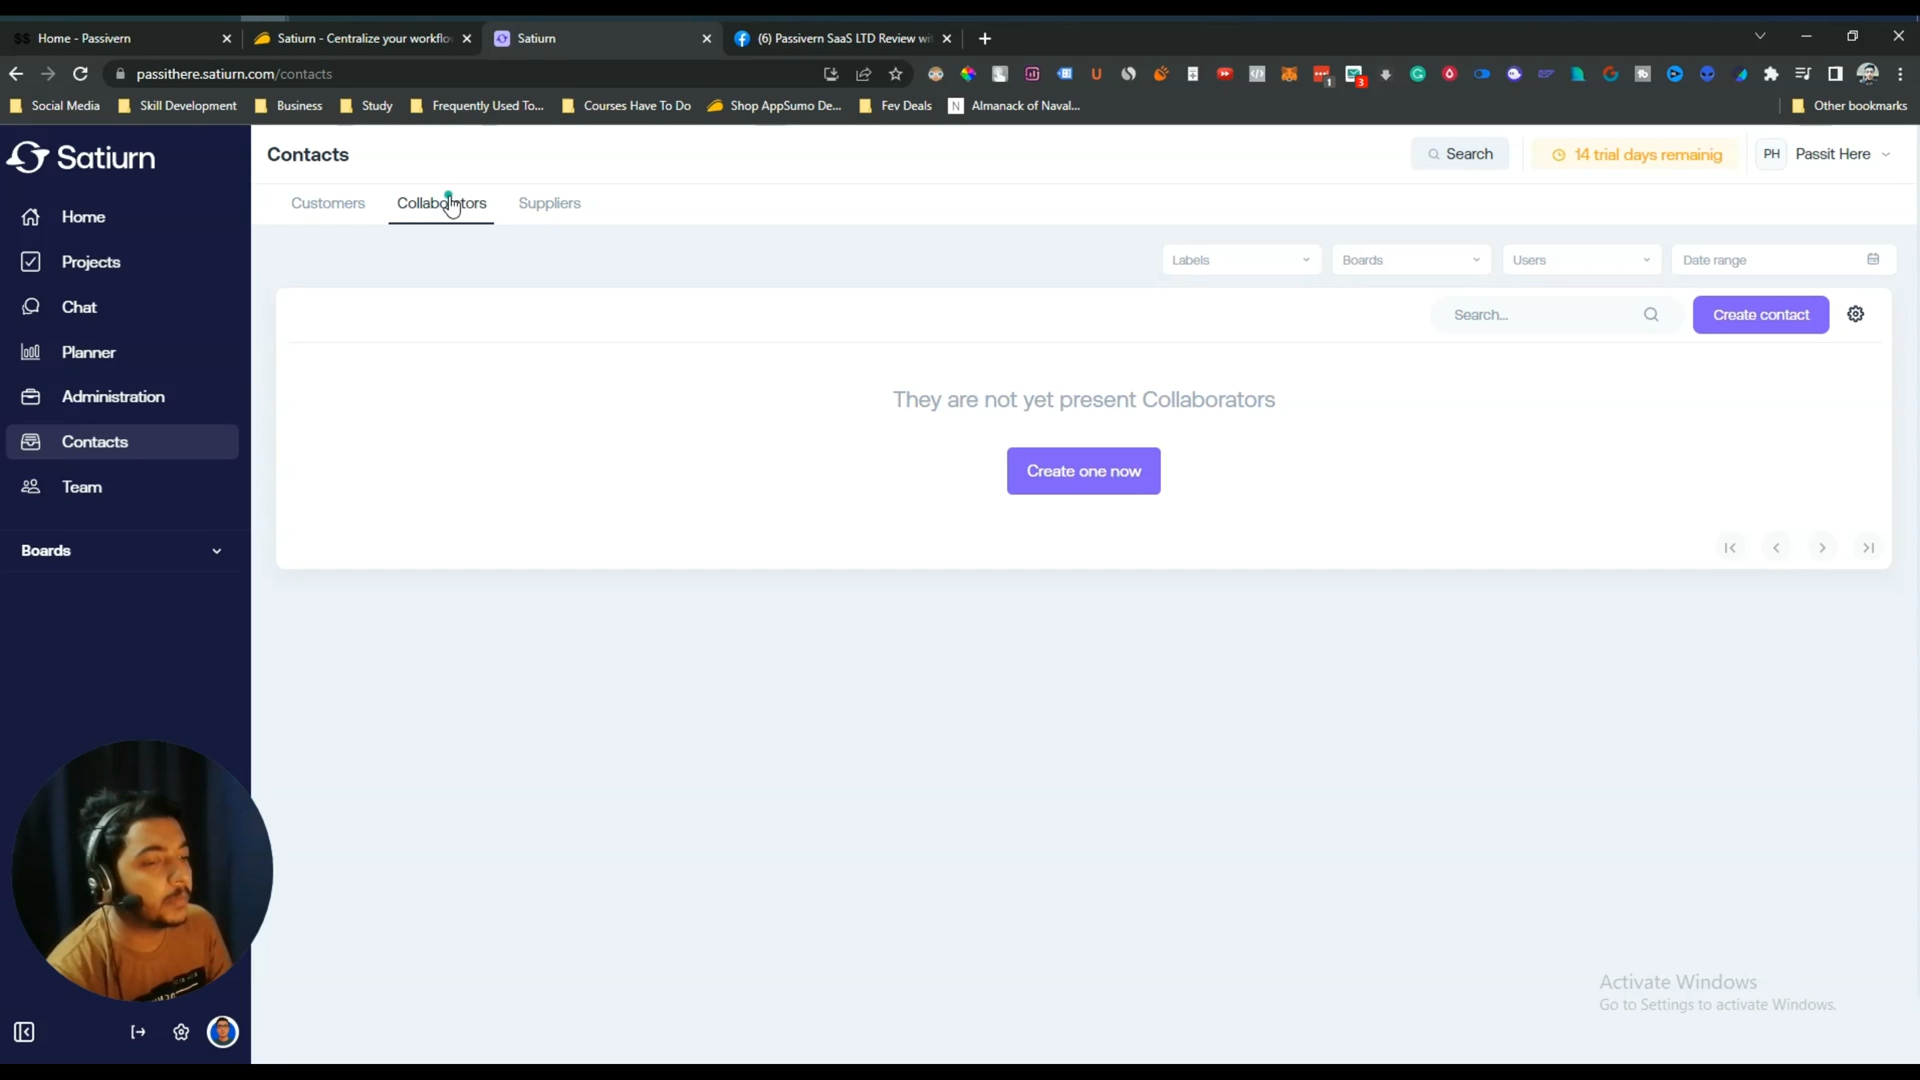 Home - Passivern
Satiurn - Centralize your workflo
Satiurn
(6) Passivern SaaS LTD Review wi
passithere.satiurn.com/contacts
Social Media
Skill Development
Business
Study
Frequently Used To...
Courses Have To Do
Shop AppSumo De...
Fev Deals
Almanack of Naval...
Other bookmarks
Satiurn
Contacts
Search
14 trial days remainig
PH
Passit Here
Customers
Collaborators
Suppliers
Home
Projects
Chat
Planner
Administration
Contacts
Team
Boards
Labels
Boards
Users
Date range
Search...
Create contact
They are not yet present Collaborators
Create one now
Activate Windows
Go to Settings to activate Windows.